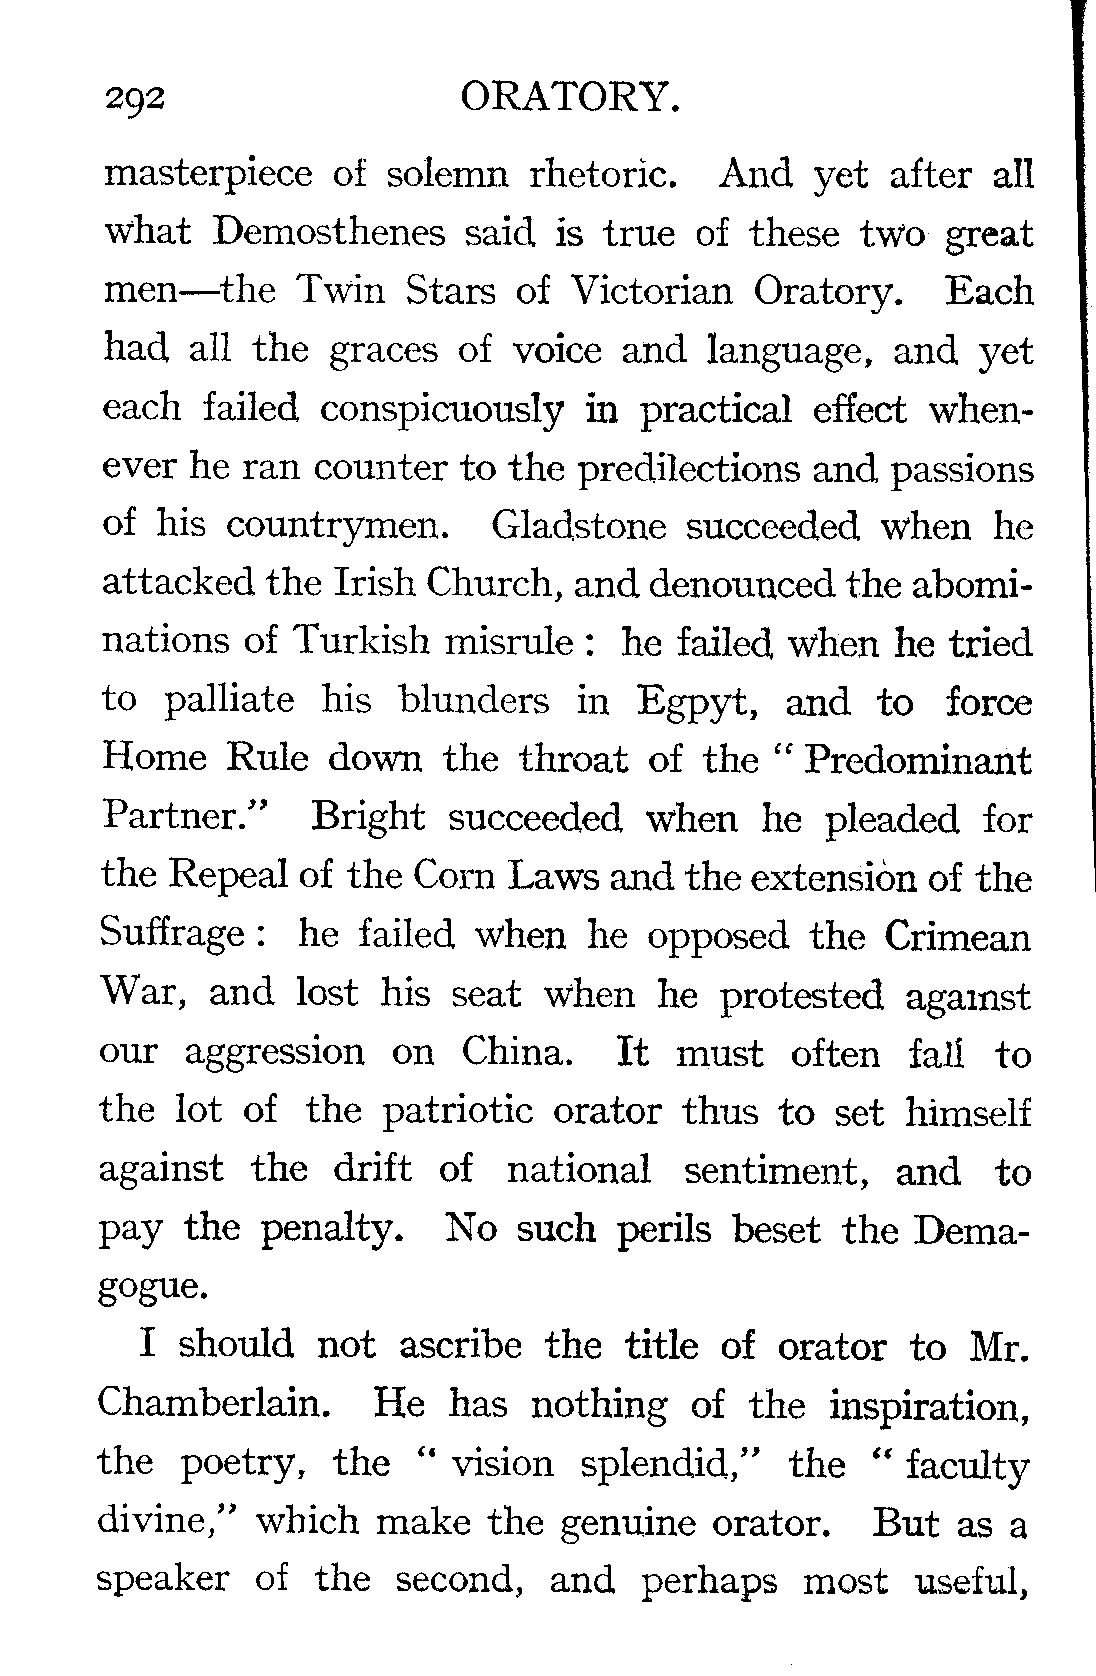 292 ORATORY.
masterpiece of solemn rhetoric. And yet after all
what Demosthenes said is true of these two great
men—the Twin Stars of Victorian Oratory. Each
had all the graces of voice and language, and yet
each failed conspicuously in practical effect when-
ever he ran counter to the predilections and passions
of his countrymen. Gladstone succeeded when he
attacked the Irish Church, and denounced the abomi-
nations of Turkish misrule : he failed when he tried
to palliate his blunders in Egpyt, and to force
Home Rule down the throat of the " Predominant
Partner." Bright succeeded when he pleaded for
the Repeal of the Corn Laws and the extension of the
Suffrage : he failed when he opposed the Crimean
War, and lost his seat when he protested against
our aggression on China. It must often fall to
the lot of the patriotic orator thus to set himself
against the drift of national sentiment, and to
pay the penalty. No such perils beset the Dema-
gogue.
I should not ascribe the title of orator to Mr.
Chamberlain. He has nothing of the inspiration,
the poetry, the " vision splendid," the " faculty
divine," which make the genuine orator. But as a
speaker of the second, and perhaps most useful,